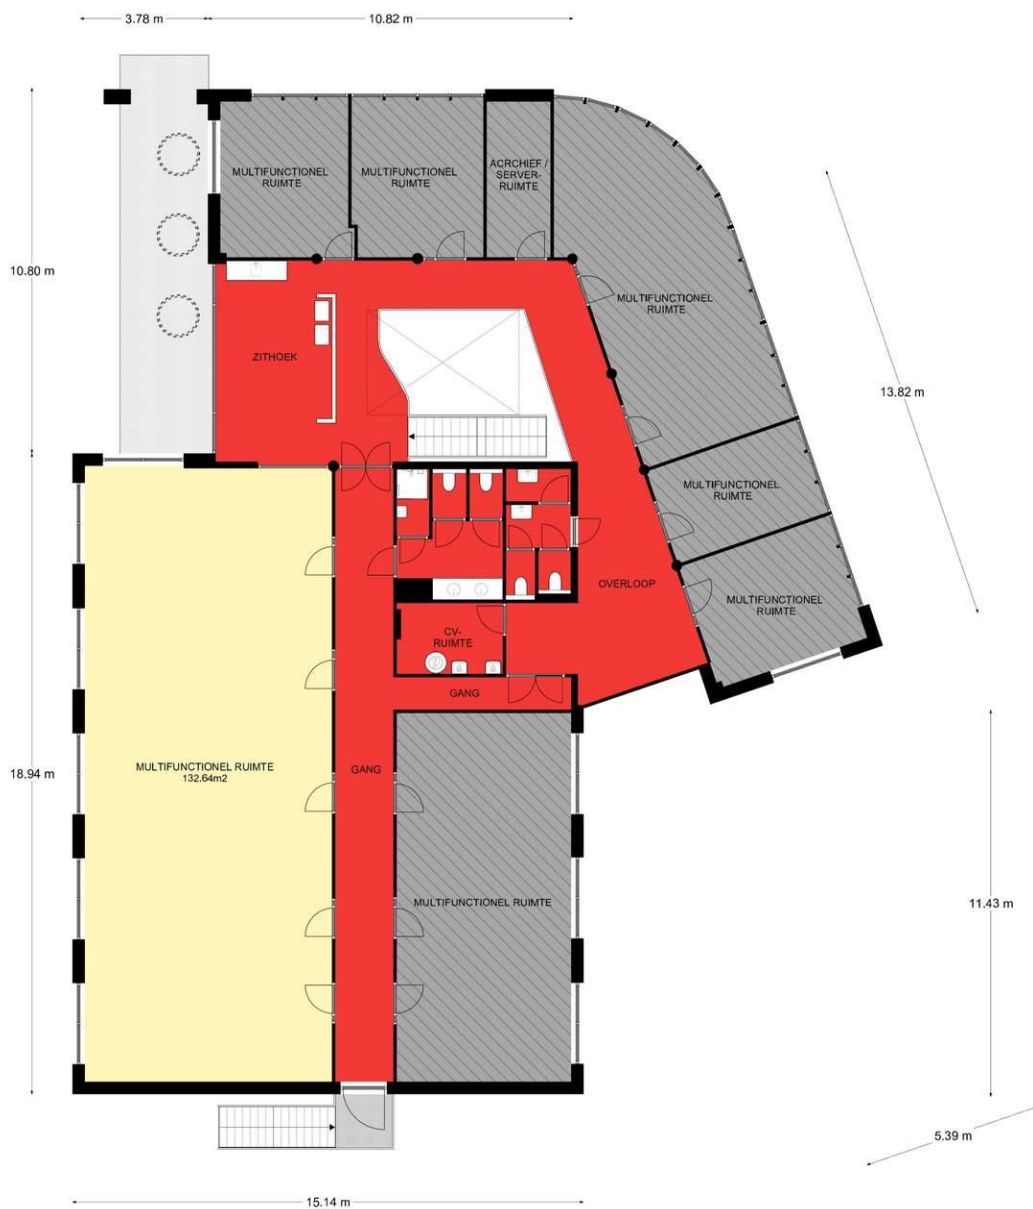 3.78 m
10.82 m
MULTIFUNCTIONEL
RUIMTE
MULTIFUNCTIONEL
RUIMTE
ACRCHIEF /
SERVER-
RUIMTE
10.80 m
MULTIFUNCTIONEL
RUIMTE
ZITHOEK
13.82 m
MULTIFUNCTIONEL
RUIMTE
OVERLOOP
MULTIFUNCTIONEL
RUIMTE
CV-
RUIMTE
GANG
18.94 m
MULTIFUNCTIONEL RUIMTE
132.64m2
GANG
MULTIFUNCTIONEL RUIMTE
11.43 m
5.39 m
15.14 m